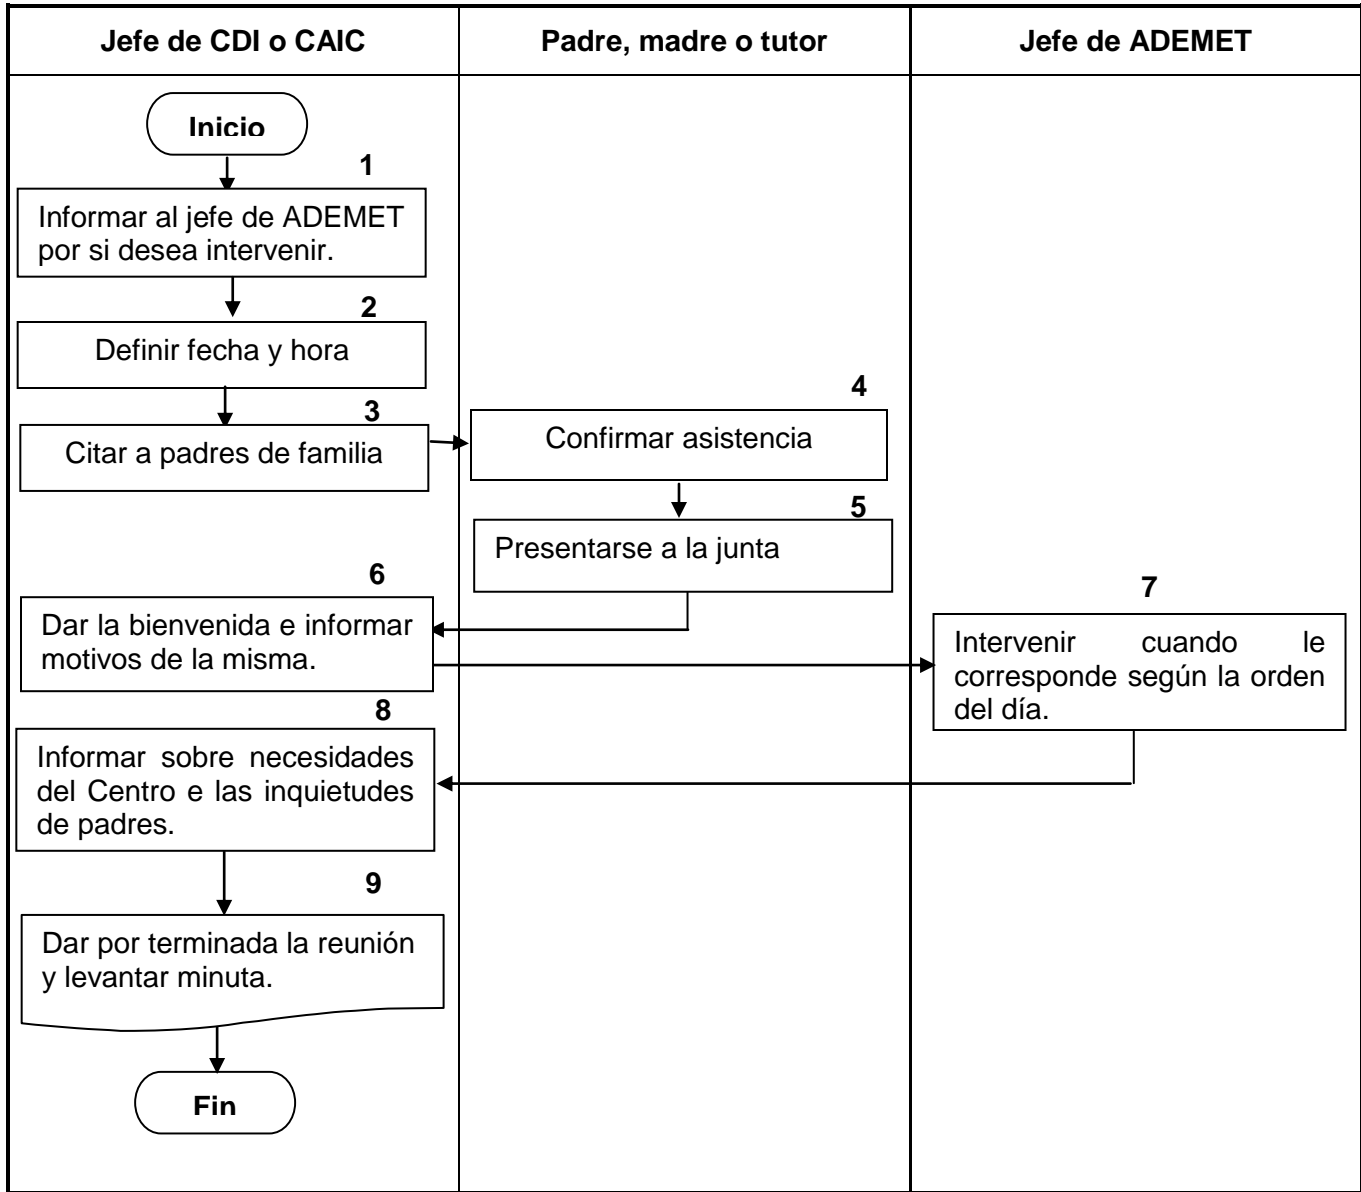 Jefe de CDI o CAIC
Padre, madre o tutor
Jefe de ADEMET
Inicio
1
Informar al jefe de ADEMET
por si desea intervenir.
2
Definir fecha y hora
3
Citar a padres de familia
4
Confirmar asistencia
5
Presentarse a la junta
6
Dar la bienvenida e informar
motivos de la misma.
7
Intervenir cuando le
corresponde según la orden
del día.
8
Informar sobre necesidades
del Centro e las inquietudes
de padres.
9
Dar por terminada la reunión
y levantar minuta.
Fin